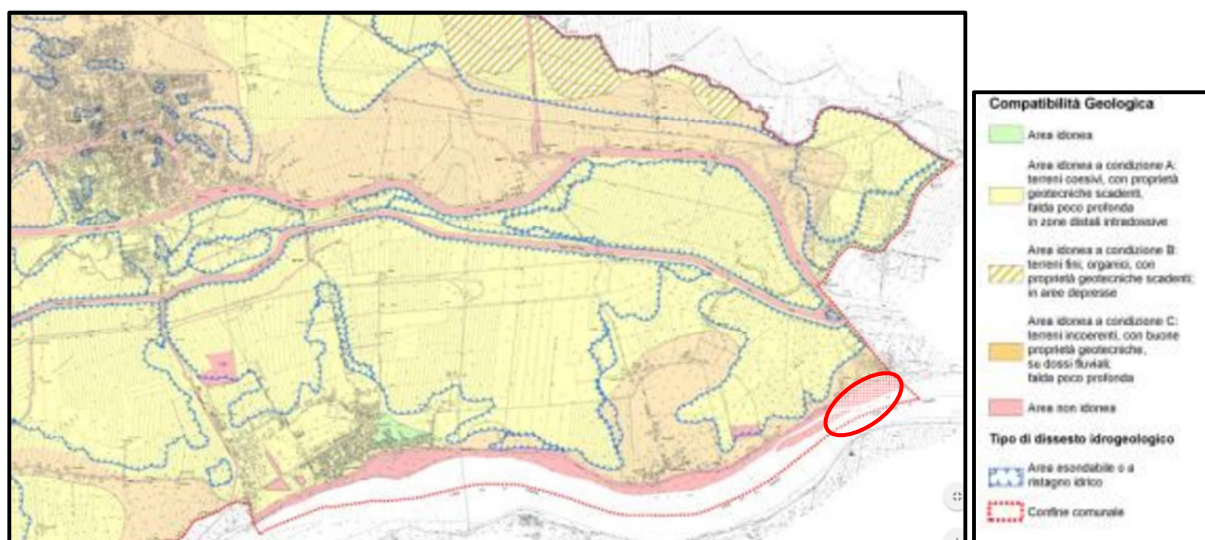 Compatibilità Geologica
Area idonea
Area idonea a condizione A:
terreni coesivi, con proprietà
geotecniche scadenti,
falda poco profonda
in zone distali intradossive
Area idonea a condizione B:
terreni fini, organici, con
proprietà geotecniche scadenti;
in aree depresse
Area idonea a condizione C:
terreni incoerenti, con buone
proprietà geotecniche,
su dossi fluviali;
falda poco profonda
Area non idonea
Tipo di dissesto idrogeologico
Area esondabile o a
ristagno idrico
Confine comunale